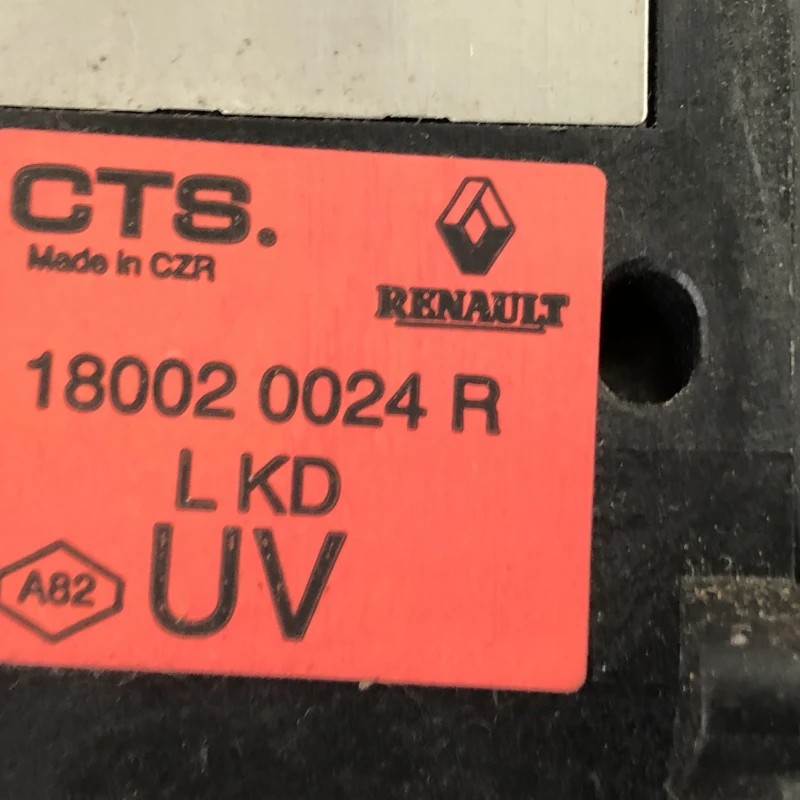 CTS®
Made In CZR
RENAULT
18002 0024 R
L KD
A82
UV